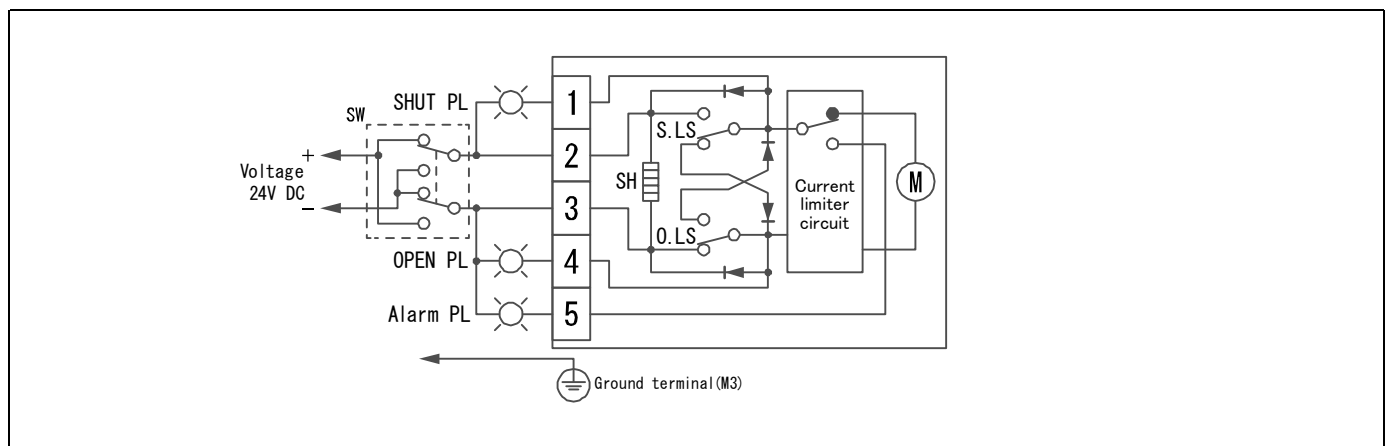 SHUT PL
SW
+
Voltage
24V DC
−
OPEN PL
Alarm PL
1
2
3
4
5
S.LS
SH
O.LS
Current
limiter
circuit
M
Ground terminal(M3)